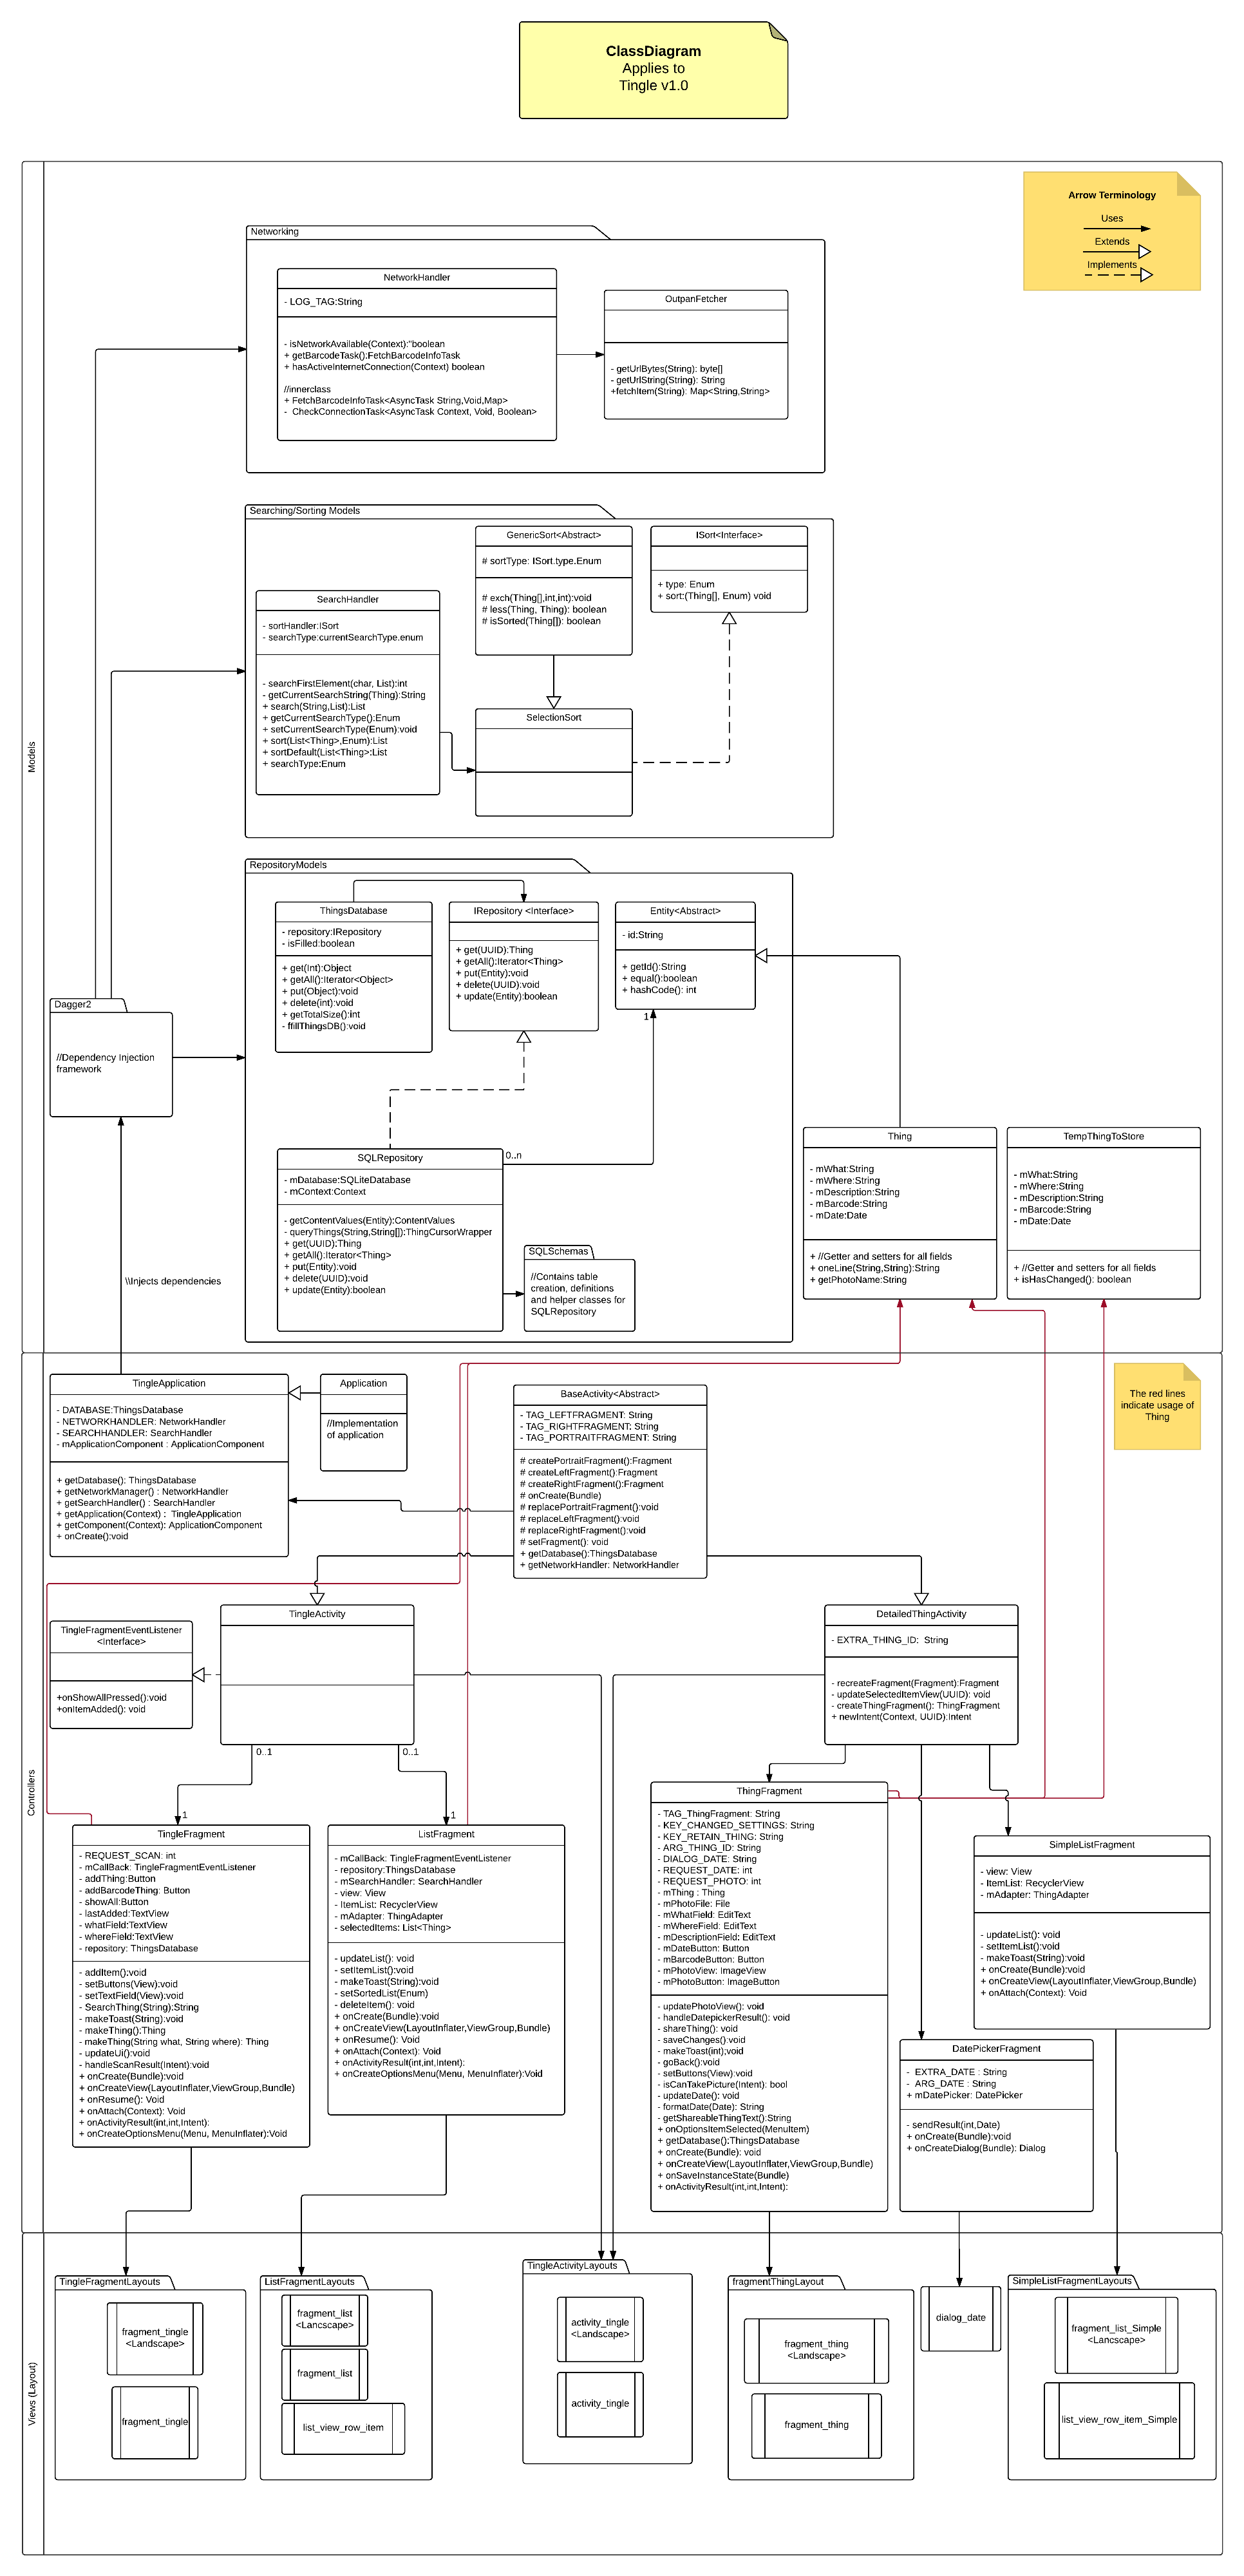 ClassDiagram
Applies to
Tingle v1.0
Models
Arrow Terminology
Uses
Extends
Implements
Networking
NetworkHandler
- LOG_TAG:String
- isNetworkAvailable(Context):"boolean
+ getBarcodeTask():FetchBarcodeInfoTask
+ hasActiveInternetConnection(Context) boolean
//innerclass
+ FetchBarcodeInfoTask<AsyncTask String,Void,Map>
- CheckConnectionTask<AsyncTask Context, Void, Boolean>
OutpanFetcher
- getUrlBytes(String): byte[]
- getUrlString(String): String
+fetchItem(String): Map<String,String>
Searching/Sorting Models
SearchHandler
- sortHandler:ISort
- searchType:currentSearchType.enum
- searchFirstElement(char, List):int
- getCurrentSearchString(Thing):String
+ search(String,List):List
+ getCurrentSearchType():Enum
+ setCurrentSearchType(Enum):void
+ sort(List<Thing>,Enum):List
+ sortDefault(List<Thing>:List
+ searchType:Enum
GenericSort<Abstract>
# sortType: ISort.type.Enum
# exch(Thing[],int,int):void
# less(Thing, Thing): boolean
# isSorted(Thing[]): boolean
ISort<Interface>
+ type: Enum
+ sort:(Thing[], Enum) void
SelectionSort
RepositoryModels
ThingsDatabase
- repository:IRepository
- isFilled:boolean
+ get(Int):Object
+ getAll():Iterator<Object>
+ put(Object):void
+ delete(int):void
+ getTotalSize():int
- ffillThingsDB():void
IRepository <Interface>
+ get(UUID):Thing
+ getAll():Iterator<Thing>
+ put(Entity):void
+ delete(UUID):void
+ update(Entity):boolean
Entity<Abstract>
- id:String
+ getId():String
+ equal():boolean
+ hashCode(): int
1
Dagger2
//Dependency Injection
framework
SQLRepository
- mDatabase:SQLiteDatabase
- mContext:Context
- getContentValues(Entity):ContentValues
- queryThings(String,String[]):ThingCursorWrapper
+ get(UUID):Thing
+ getAll():Iterator<Thing>
+ put(Entity):void
+ delete(UUID):void
+ update(Entity):boolean
0..n
SQLSchemas
//Contains table
creation, definitions
and helper classes for
SQLRepository
Thing
- mWhat:String
- mWhere:String
- mDescription:String
- mBarcode:String
- mDate:Date
+ //Getter and setters for all fields
+ oneLine(String,String):String
+ getPhotoName:String
TempThingToStore
- mWhat:String
- mWhere:String
- mDescription:String
- mBarcode:String
- mDate:Date
+ //Getter and setters for all fields
+ isHasChanged(): boolean
\\Injects dependencies
Controllers
TingleApplication
- DATABASE:ThingsDatabase
- NETWORKHANDLER: NetworkHandler
- SEARCHHANDLER: SearchHandler
- mApplicationComponent : ApplicationComponent
+ getDatabase(): ThingsDatabase
+ getNetworkManager() : NetworkHandler
+ getSearchHandler() : SearchHandler
+ getApplication(Context) : TingleApplication
+ getComponent(Context): ApplicationComponent
+ onCreate():void
Application
//Implementation
of application
BaseActivity<Abstract>
- TAG_LEFTFRAGMENT: String
- TAG_RIGHTFRAGMENT: String
- TAG_PORTRAITFRAGMENT: String
# createPortraitFragment():Fragment
# createLeftFragment():Fragment
# createRightFragment():Fragment
# onCreate(Bundle)
# replacePortraitFragment():void
# replaceLeftFragment():void
# replaceRightFragment():void
# setFragment(): void
+ getDatabase():ThingsDatabase
+ getNetworkHandler: NetworkHandler
The red lines
indicate usage of
Thing
TingleFragmentEventListener
<Interface>
+onShowAllPressed():void
+onItemAdded(): void
TingleActivity
0..1
0..1
DetailedThingActivity
- EXTRA_THING_ID: String
- recreateFragment(Fragment):Fragment
- updateSelectedItemView(UUID): void
- createThingFragment(): ThingFragment
+ newIntent(Context, UUID):Intent
1
TingleFragment
- REQUEST_SCAN: int
- mCallBack: TingleFragmentEventListener
- addThing:Button
- addBarcodeThing: Button
- showAll:Button
- lastAdded:TextView
- whatField:TextView
- whereField:TextView
- repository: ThingsDatabase
- addItem():void
- setButtons(View):void
- setTextField(View):void
- SearchThing(String):String
- makeToast(String):void
- makeThing():Thing
- makeThing(String what, String where): Thing
- updateUi():void
- handleScanResult(Intent):void
+ onCreate(Bundle):void
+ onCreateView(LayoutInflater,ViewGroup,Bundle)
+ onResume(): Void
+ onAttach(Context): Void
+ onActivityResult(int,int,Intent):
+ onCreateOptionsMenu(Menu, MenuInflater):Void
1
ListFragment
- mCallBack: TingleFragmentEventListener
- repository:ThingsDatabase
- mSearchHandler: SearchHandler
- view: View
- ItemList: RecyclerView
- mAdapter: ThingAdapter
- selectedItems: List<Thing>
- updateList(): void
- setItemList():void
- makeToast(String):void
- setSortedList(Enum)
- deleteItem(): void
+ onCreate(Bundle):void
+ onCreateView(LayoutInflater,ViewGroup,Bundle)
+ onResume(): Void
+ onAttach(Context): Void
+ onActivityResult(int,int,Intent):
+ onCreateOptionsMenu(Menu, MenuInflater):Void
ThingFragment
- TAG_ThingFragment: String
- KEY_CHANGED_SETTINGS: String
- KEY_RETAIN_THING: String
- ARG_THING_ID: String
- DIALOG_DATE: String
- REQUEST_DATE: int
- REQUEST_PHOTO: int
- mThing : Thing
- mPhotoFile: File
- mWhatField: EditText
- mWhereField: EditText
- mDescriptionField: EditText
- mDateButton: Button
- mBarcodeButton: Button
- mPhotoView: ImageView
- mPhotoButton: ImageButton
- updatePhotoView(): void
- handleDatepickerResult(): void
- shareThing(): void
- saveChanges():void
- makeToast(int);void
- goBack():void
- setButtons(View):void
- isCanTakePicture(Intent): bool
- updateDate(): void
- formatDate(Date): String
- getShareableThingText():String
+ onOptionsItemSelected(MenuItem)
+ getDatabase():ThingsDatabase
+ onCreate(Bundle): void
+ onCreateView(LayoutInflater,ViewGroup,Bundle)
+ onSaveInstanceState(Bundle)
+ onActivityResult(int,int,Intent):
SimpleListFragment
- view: View
- ItemList: RecyclerView
- mAdapter: ThingAdapter
- updateList(): void
- setItemList():void
- makeToast(String):void
+ onCreate(Bundle):void
+ onCreateView(LayoutInflater,ViewGroup,Bundle)
+ onAttach(Context): Void
DatePickerFragment
- EXTRA_DATE : String
- ARG_DATE : String
+ mDatePicker: DatePicker
- sendResult(int,Date)
+ onCreate(Bundle):void
+ onCreateDialog(Bundle): Dialog
Views (Layout)
TingleFragmentLayouts
fragment_tingle
<Landscape>
fragment_tingle
ListFragmentLayouts
fragment_list
<Lancscape>
fragment_list
list_view_row_item
TingleActivityLayouts
activity_tingle
<Landscape>
activity_tingle
fragmentThingLayout
fragment_thing
<Landscape>
fragment_thing
dialog_date
SimpleListFragmentLayouts
fragment_list_Simple
<Lancscape>
list_view_row_item_Simple